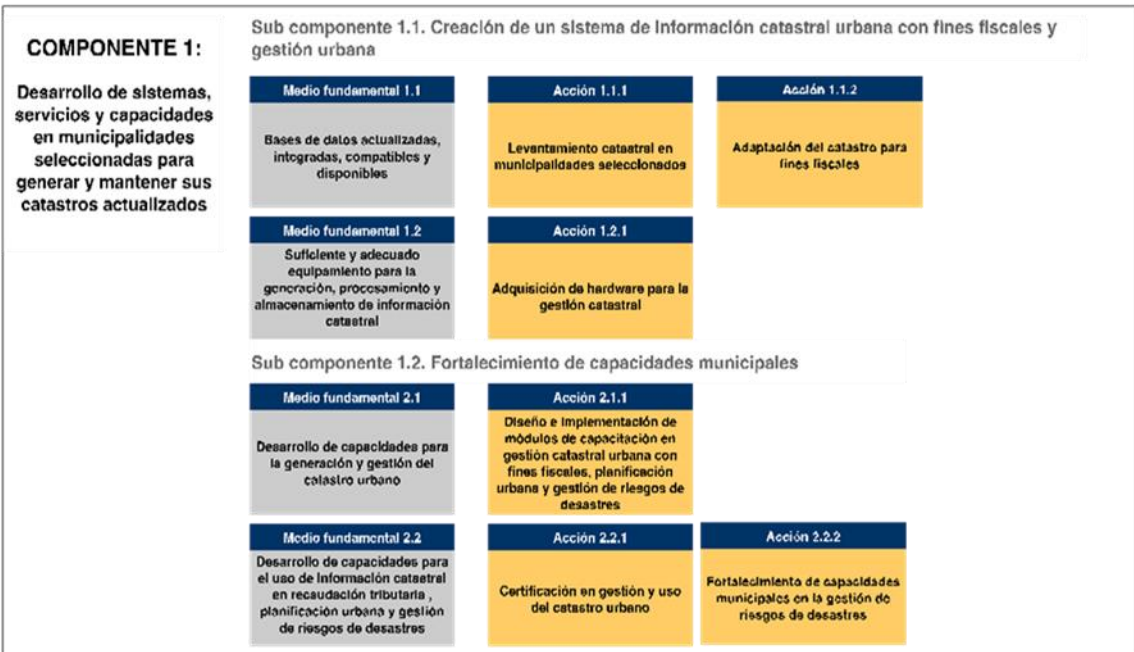 COMPONENTE 1:
Desarrollo de sistemas,
servicios y capacidades
en municipalidades
seleccionadas para
generar y mantener sus
catastros actualizados
Sub componente 1.1. Creación de un sistema de información catastral urbana con fines fiscales y
gestión urbana
Medio fundamental 1.1
Bases de datos actualizadas,
integradas, compatibles y
disponibles
Acción 1.1.1
Levantamiento catastral en
municipalidades seleccionados
Acción 1.1.2
Adaptación del catastro para
fines fiscales
Medio fundamental 1.2
Suficiente y adecuado
equipamiento para la
generación, procesamiento y
almacenamiento de información
catastral
Acción 1.2.1
Adquisición de hardware para la
gestión catastral
Sub componente 1.2. Fortalecimiento de capacidades municipales
Medio fundamental 2.1
Desarrollo de capacidades para
la generación y gestión del
catastro urbano
Acción 2.1.1
Diseño e implementación de
módulos de capacitación en
gestión catastral urbana con
fines fiscales, planificación
urbana y gestión de riesgos de
desastres
Medio fundamental 2.2
Desarrollo de capacidades para
el uso de información catastral
en recaudación tributaria ,
planificación urbana y gestión
de riesgos de desastres
Acción 2.2.1
Certificación en gestión y uso
del catastro urbano
Acción 2.2.2
Fortalecimiento de capacidades
municipales en la gestión de
riesgos de desastres